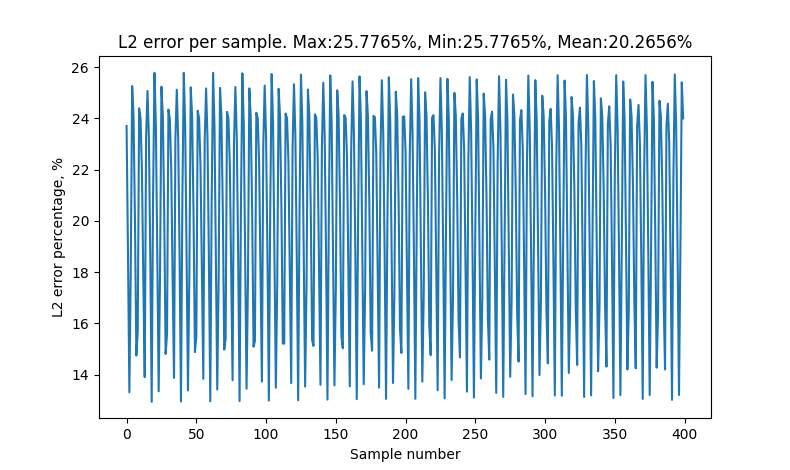 L2 error per sample. Max:25.7765%, Min:25.7765%, Mean:20.2656%
26
24
22
20
18
16
14
L2 error percentage, %
0 50 100 150 200 250 300 350 400
Sample number